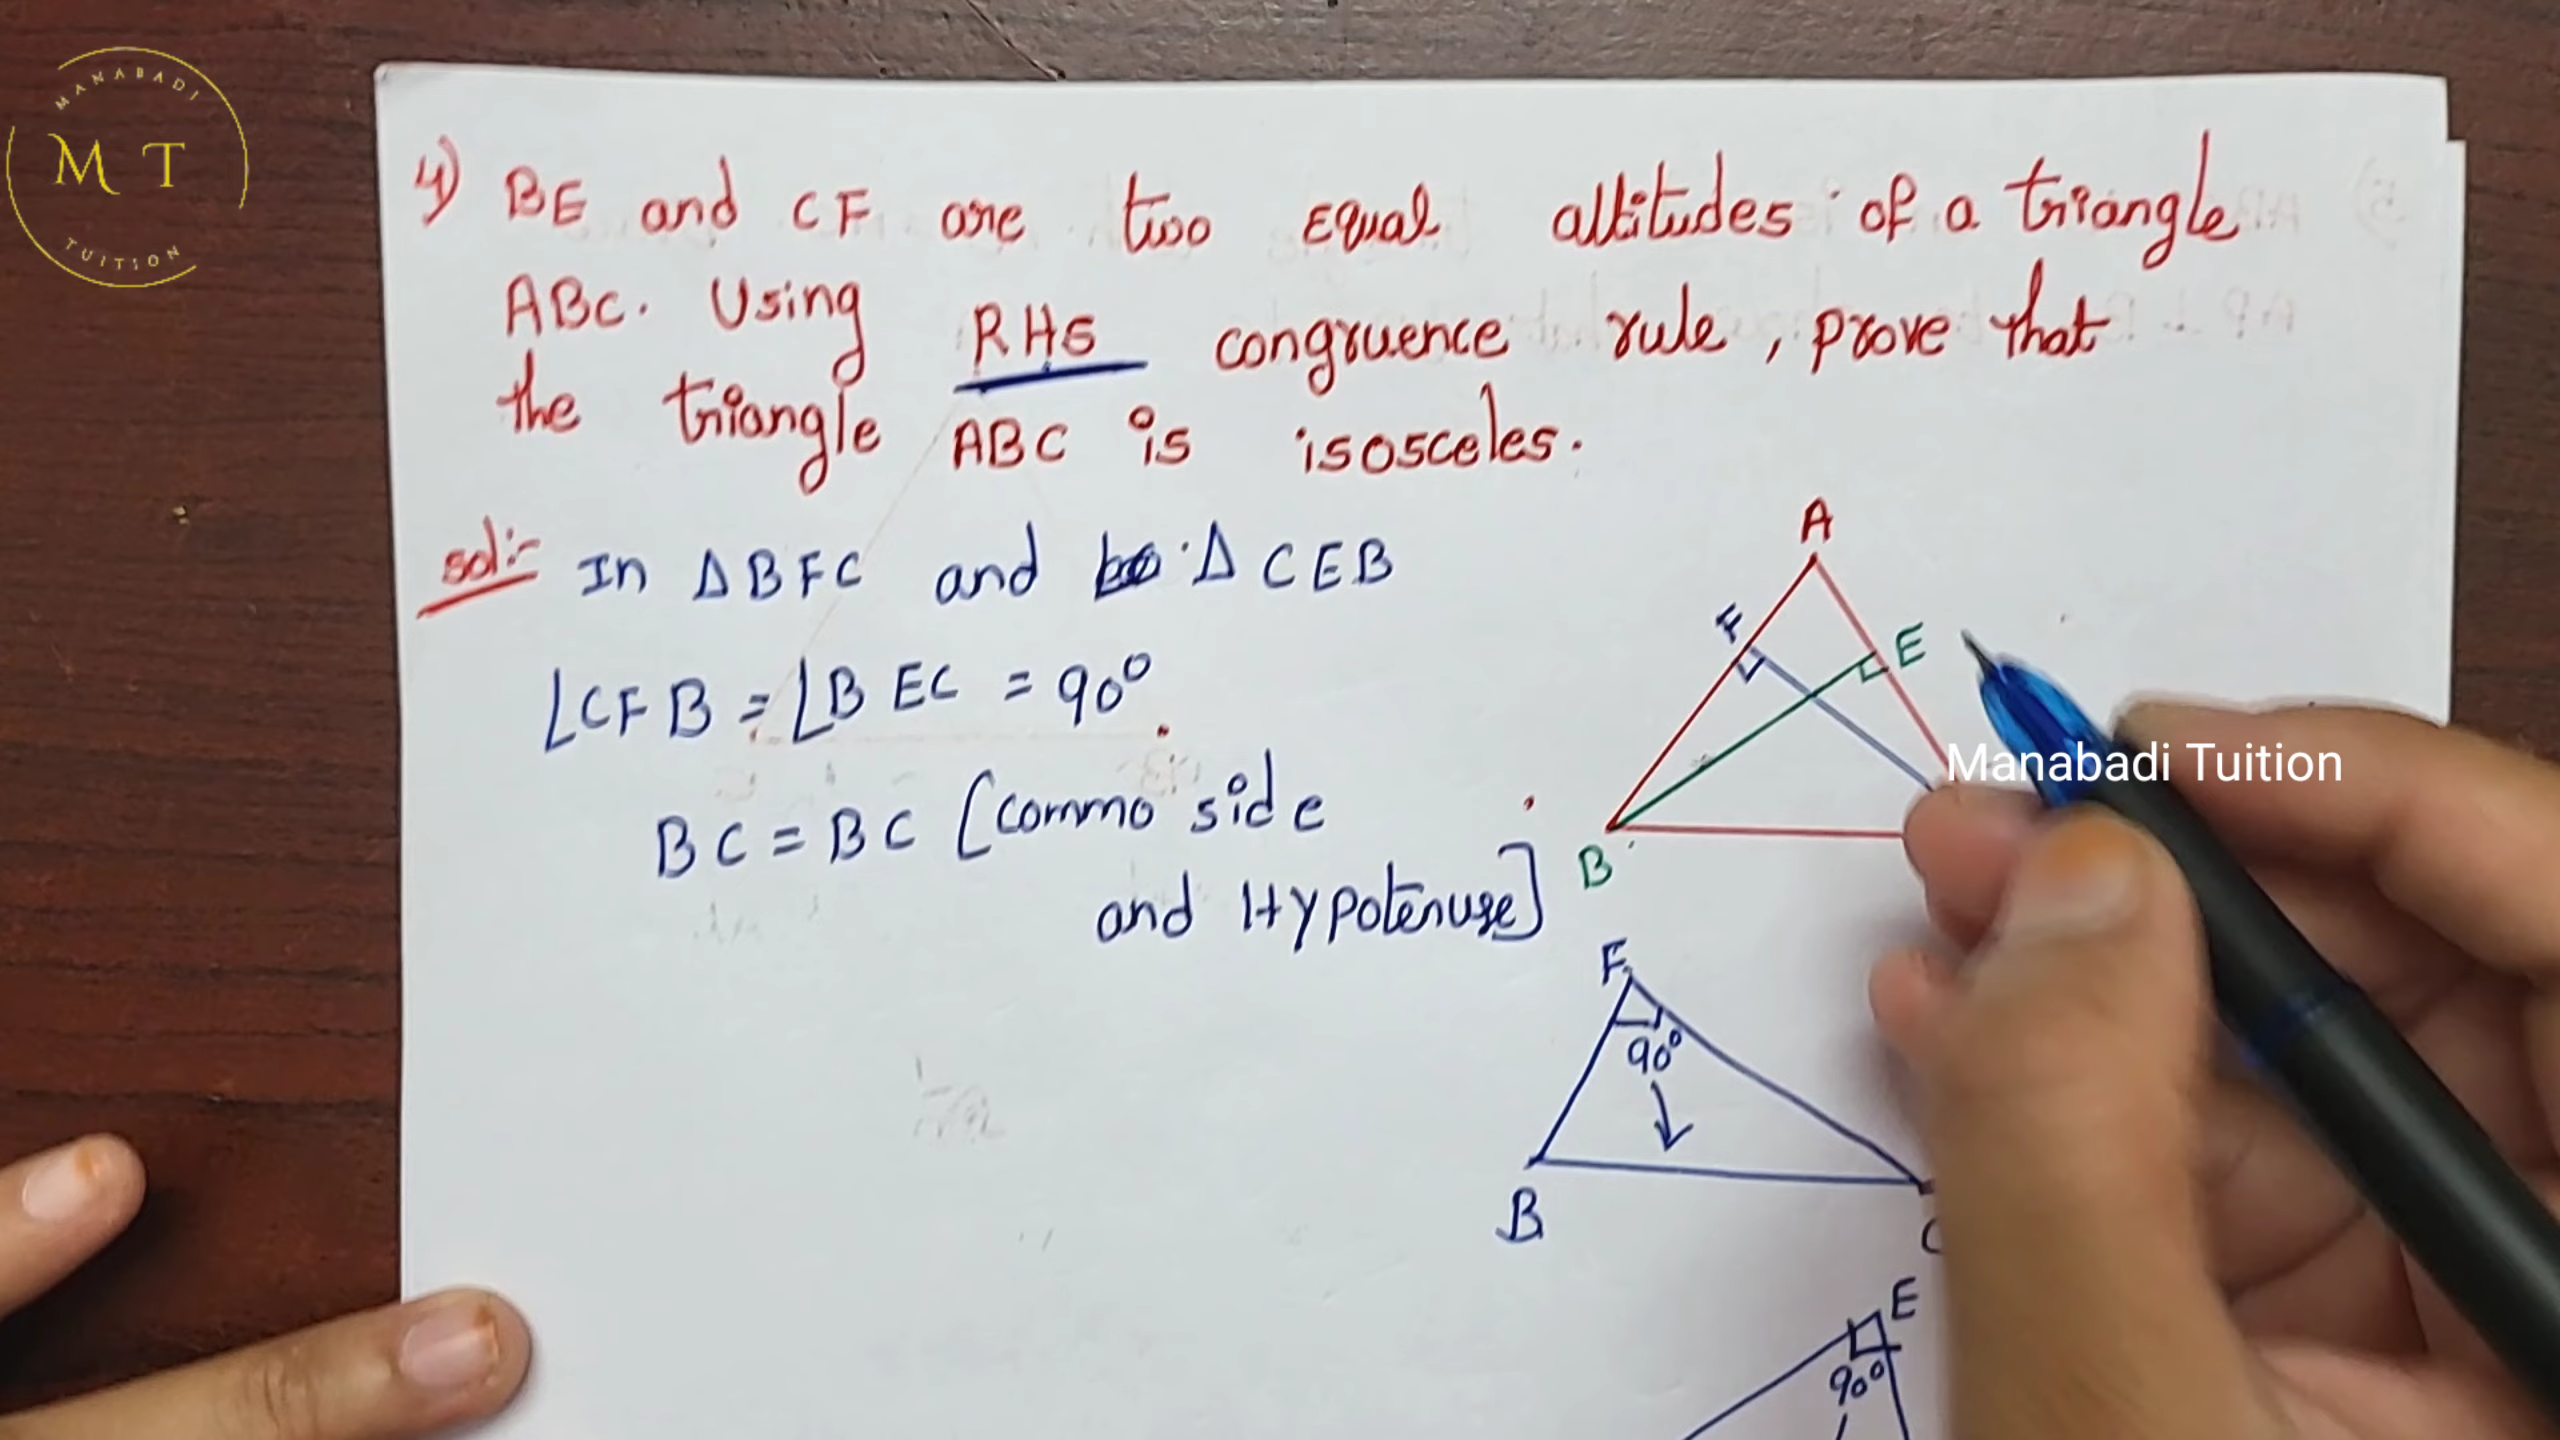 MANABADI
M T
TUITION
4) BE and CF are two equal altitudes of a triangle
ABC. Using RHS congruence rule, prove that
the triangle ABC is isosceles.
sol:- In ΔBFC and ΔCEB
∠CFB = ∠BEC = 90°
BC = BC [commo side
and Hypotenuse]
A
F
E
B
Manabadi Tuition
F
90°
B
C
E
90°